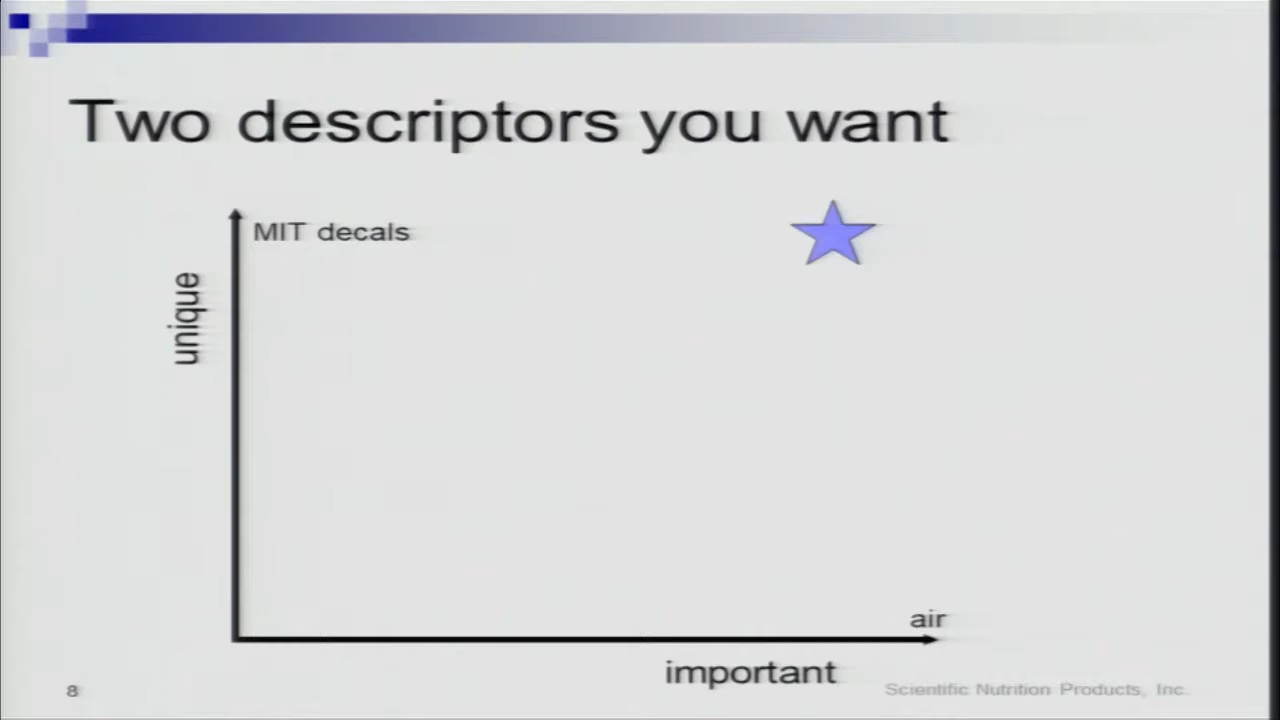 Two descriptors you want
MIT decals
unique
air
important
8
Scientific Nutrition Products, Inc.